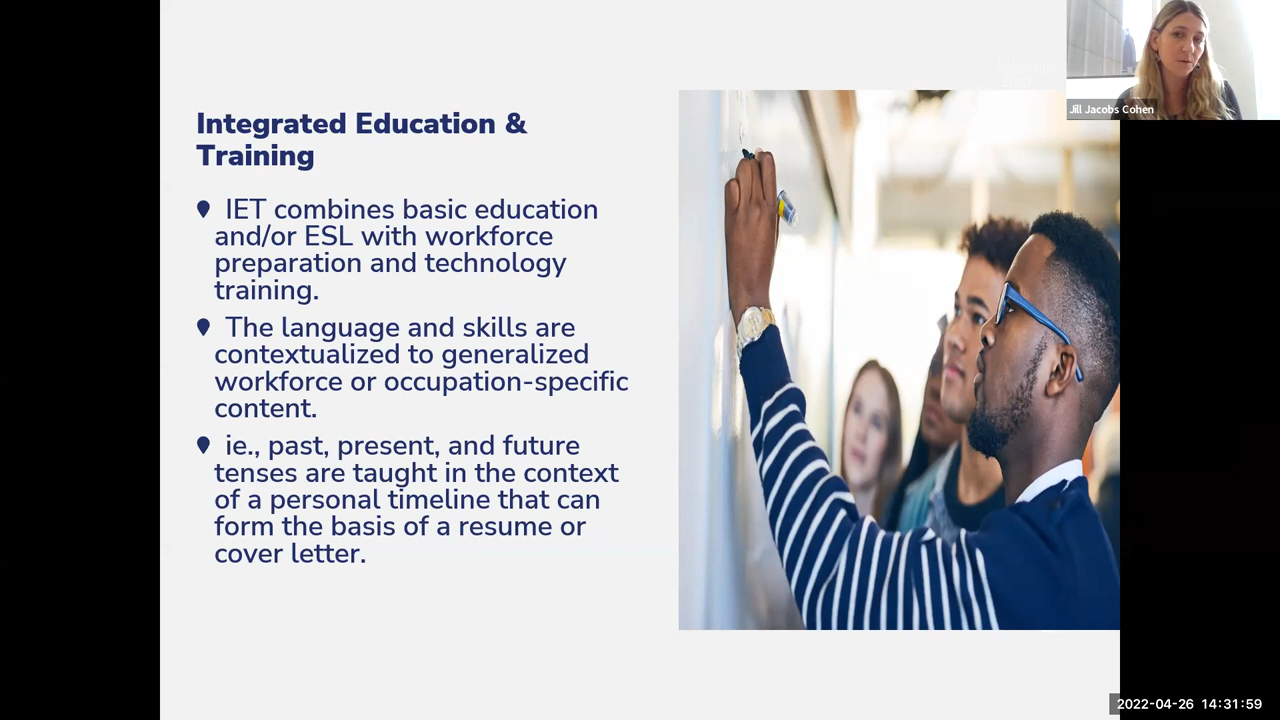 Integrated Education &
Training
IET combines basic education
and/or ESL with workforce
preparation and technology
training.
The language and skills are
contextualized to generalized
workforce or occupation-specific
content.
ie., past, present, and future
tenses are taught in the context
of a personal timeline that can
form the basis of a resume or
cover letter.
Jill Jacobs Cohen
2022-04-26 14:31:59